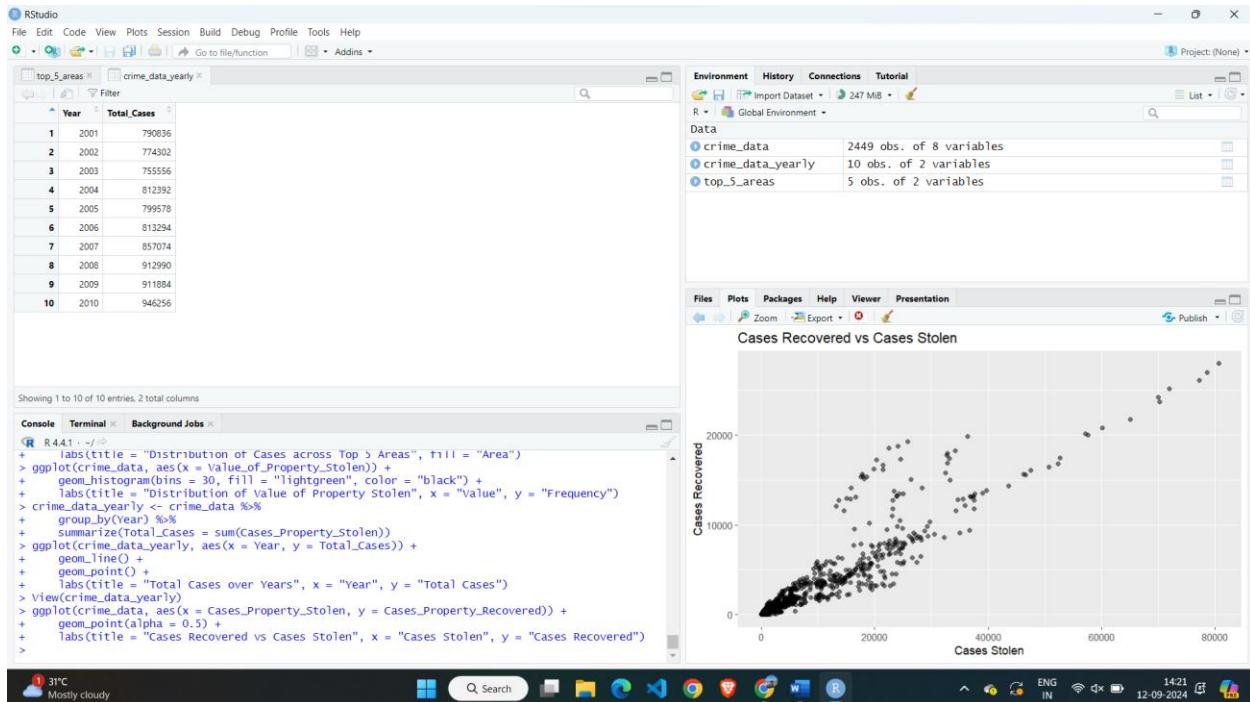 RStudio
File Edit Code View Plots Session Build Debug Profile Tools Help
Go to file/function Addins
Project: (None)
top_5_areas crime_data_yearly
Filter
Year Total_Cases
1 2001 790836
2 2002 774302
3 2003 755556
4 2004 812392
5 2005 799578
6 2006 813294
7 2007 857074
8 2008 912990
9 2009 911884
10 2010 946256
Showing 1 to 10 of 10 entries, 2 total columns
Console Terminal Background Jobs
R 4.4.1 · ~/
+ labs(title = "Distribution of Cases across Top 5 Areas", fill = "Area")
> ggplot(crime_data, aes(x = Value_of_Property_Stolen)) +
+ geom_histogram(bins = 30, fill = "lightgreen", color = "black") +
+ labs(title = "Distribution of Value of Property Stolen", x = "Value", y = "Frequency")
> crime_data_yearly <- crime_data %>%
+ group_by(Year) %>%
+ summarize(Total_Cases = sum(Cases_Property_Stolen))
> ggplot(crime_data_yearly, aes(x = Year, y = Total_Cases)) +
+ geom_line() +
+ geom_point() +
+ labs(title = "Total Cases over Years", x = "Year", y = "Total Cases")
> View(crime_data_yearly)
> ggplot(crime_data, aes(x = Cases_Property_Stolen, y = Cases_Property_Recovered)) +
+ geom_point(alpha = 0.5) +
+ labs(title = "Cases Recovered vs Cases Stolen", x = "Cases Stolen", y = "Cases Recovered")
>
Environment History Connections Tutorial
Import Dataset 247 MiB List
R Global Environment
Data
crime_data 2449 obs. of 8 variables
crime_data_yearly 10 obs. of 2 variables
top_5_areas 5 obs. of 2 variables
Files Plots Packages Help Viewer Presentation
Zoom Export Publish
Cases Recovered vs Cases Stolen
Cases Recovered
20000
10000
0
0 20000 40000 60000 80000
Cases Stolen
1
31°C
Mostly cloudy
Search
ENG
IN
14:21
12-09-2024